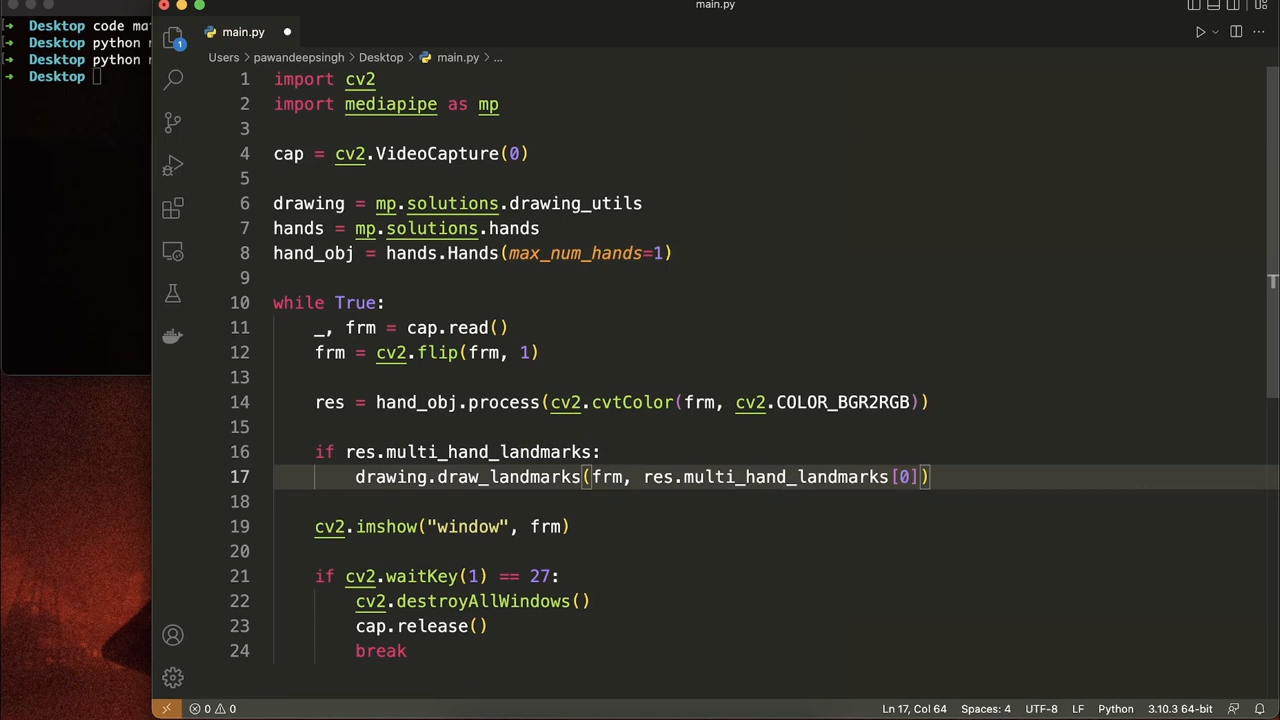 main.py
Desktop code ma
Desktop python
Desktop python
Desktop
1
main.py
Users pawandeepsingh Desktop main.py ...
1 import cv2
2 import mediapipe as mp
3
4 cap = cv2.VideoCapture(0)
5
6 drawing = mp.solutions.drawing_utils
7 hands = mp.solutions.hands
8 hand_obj = hands.Hands(max_num_hands=1)
9
10 while True:
11 _, frm = cap.read()
12 frm = cv2.flip(frm, 1)
13
14 res = hand_obj.process(cv2.cvtColor(frm, cv2.COLOR_BGR2RGB))
15
16 if res.multi_hand_landmarks:
17 drawing.draw_landmarks(frm, res.multi_hand_landmarks[0])
18
19 cv2.imshow("window", frm)
20
21 if cv2.waitKey(1) == 27:
22 cv2.destroyAllWindows()
23 cap.release()
24 break
0 0 Ln 17, Col 64 Spaces: 4 UTF-8 LF Python 3.10.3 64-bit